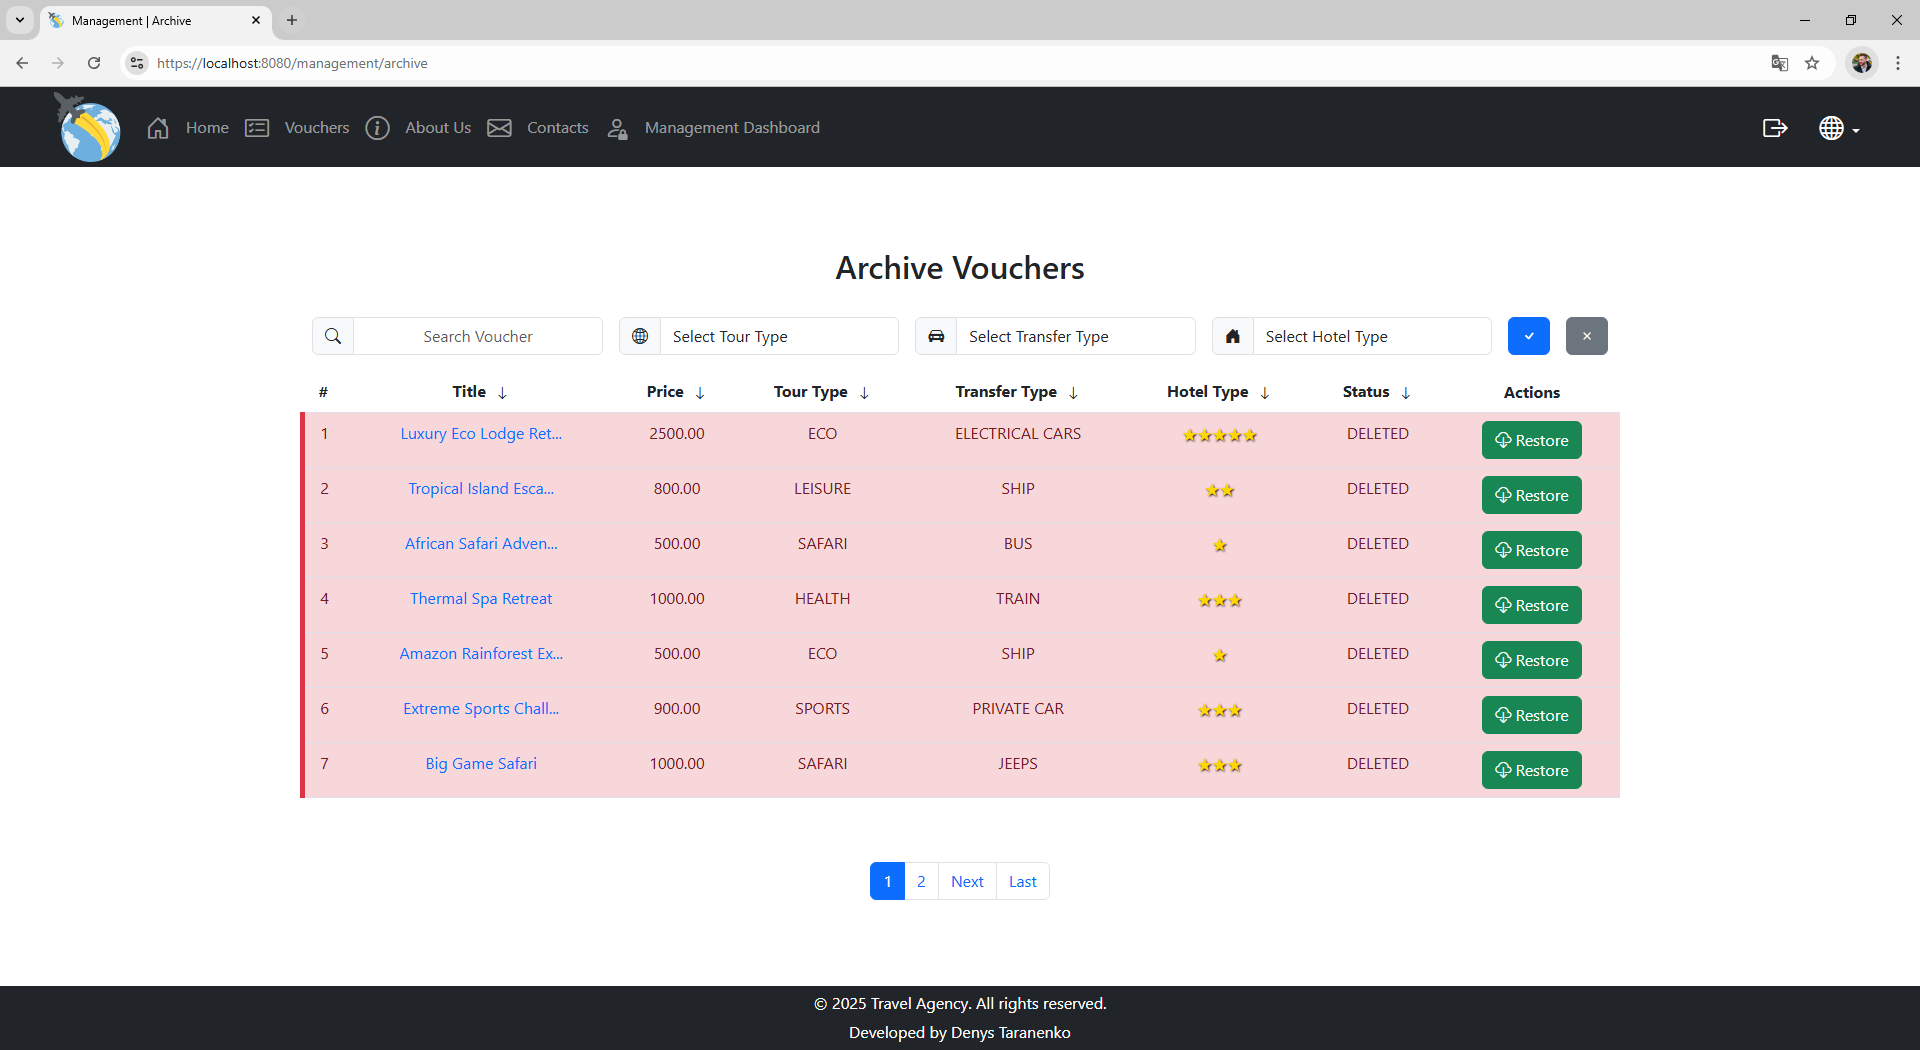 Management | Archive
https://localhost:8080/management/archive
Home Vouchers About Us Contacts Management Dashboard
Archive Vouchers
Search Voucher Select Tour Type Select Transfer Type Select Hotel Type
# Title Price Tour Type Transfer Type Hotel Type Status Actions
1 Luxury Eco Lodge Ret... 2500.00 ECO ELECTRICAL CARS DELETED Restore
2 Tropical Island Esca... 800.00 LEISURE SHIP DELETED Restore
3 African Safari Adven... 500.00 SAFARI BUS DELETED Restore
4 Thermal Spa Retreat 1000.00 HEALTH TRAIN DELETED Restore
5 Amazon Rainforest Ex... 500.00 ECO SHIP DELETED Restore
6 Extreme Sports Chall... 900.00 SPORTS PRIVATE CAR DELETED Restore
7 Big Game Safari 1000.00 SAFARI JEEPS DELETED Restore
1 2 Next Last
© 2025 Travel Agency. All rights reserved.
Developed by Denys Taranenko